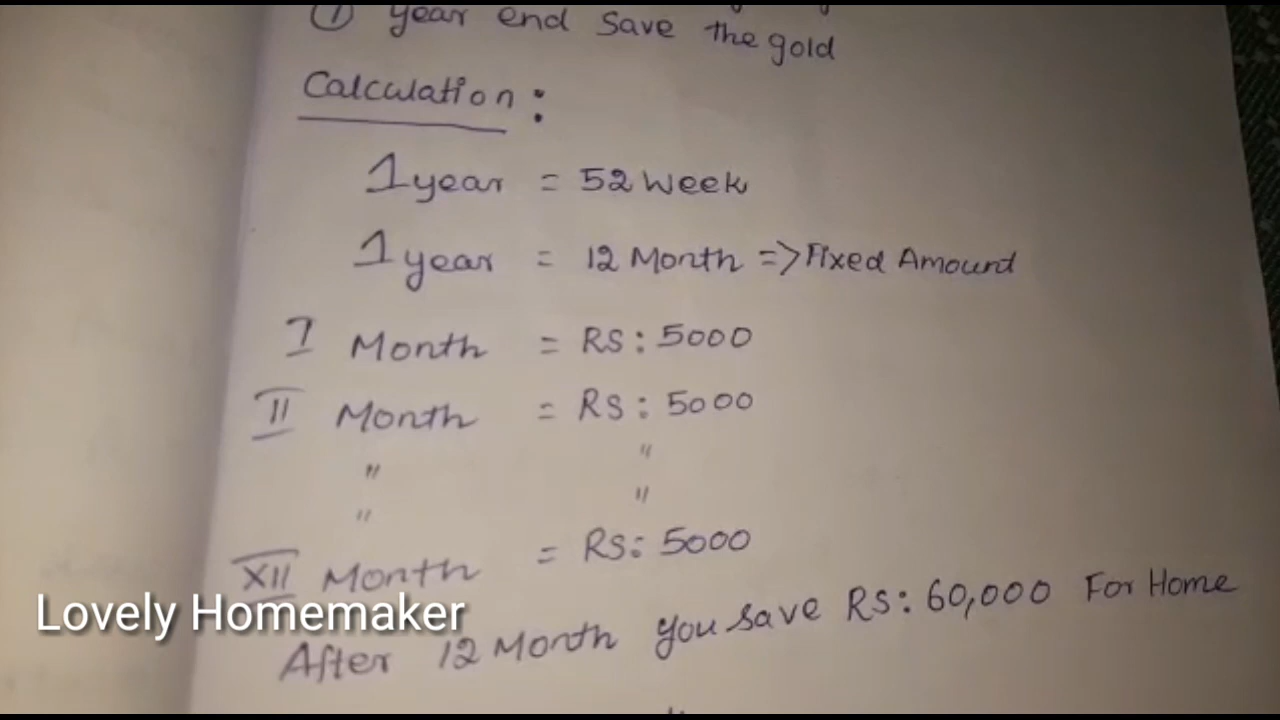 ① year end save the gold
Calculation :
1 year = 52 Week
1 year = 12 Month => Fixed Amount
I Month = RS : 5000
II Month = RS : 5000
" "
" "
XII Month = RS: 5000
Lovely Homemaker
After 12 Month you save RS: 60,000 For Home